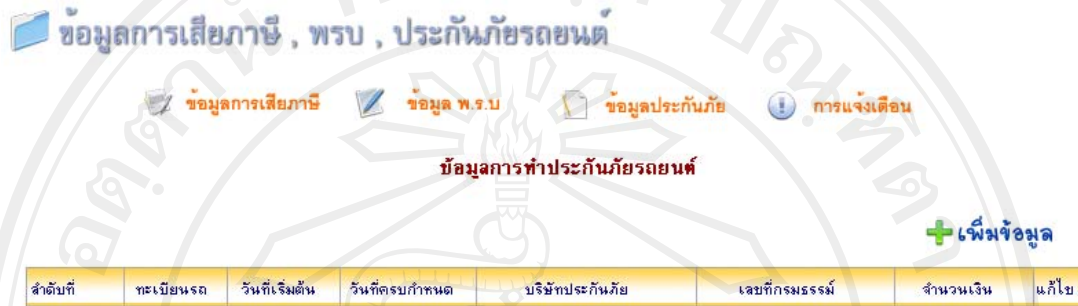 ข้อมูลการเสียภาษี , พรบ , ประกันภัยรถยนต์
ข้อมูลการเสียภาษี ข้อมูล พ.ร.บ ข้อมูลประกันภัย การแจ้งเตือน
ข้อมูลการทำประกันภัยรถยนต์
เพิ่มข้อมูล
ลำดับที่ ทะเบียนรถ วันที่เริ่มต้น วันที่ครบกำหนด บริษัทประกันภัย เลขที่กรมธรรม์ จำนวนเงิน แก้ไข